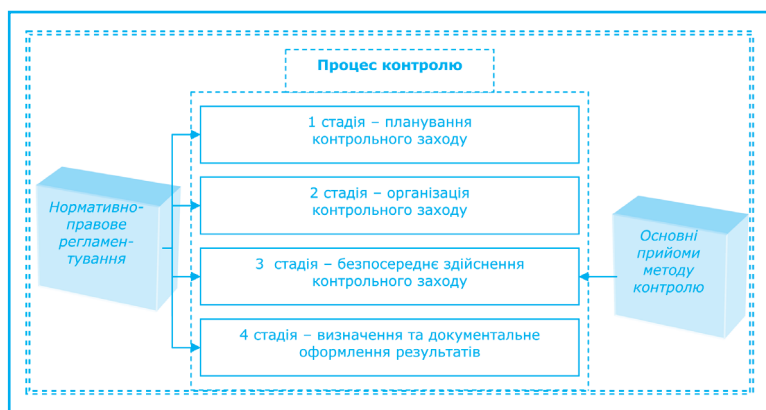 Процес контролю
1 стадія – планування
контрольного заходу
2 стадія – організація
контрольного заходу
Нормативно-
правове
регламен-
тування
3 стадія – безпосереднє здійснення
контрольного заходу
Основні
прийоми
методу
контролю
4 стадія – визначення та документальне
оформлення результатів